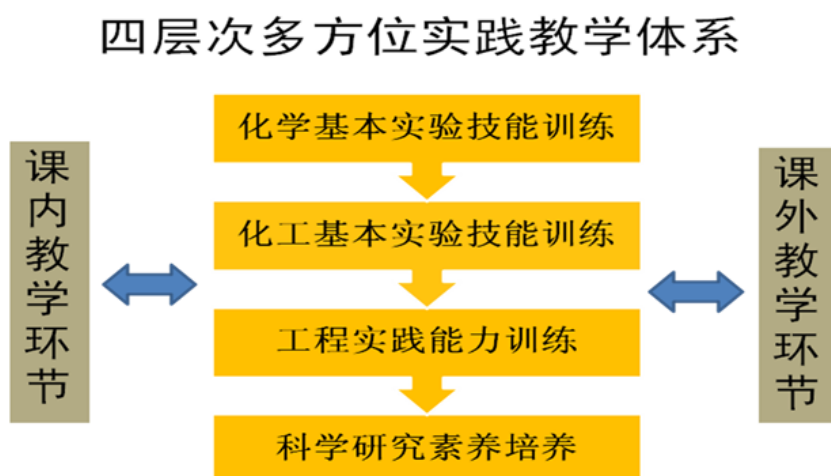 四层次多方位实践教学体系
化学基本实验技能训练
课内教学环节
化工基本实验技能训练
课外教学环节
工程实践能力训练
科学研究素养培养